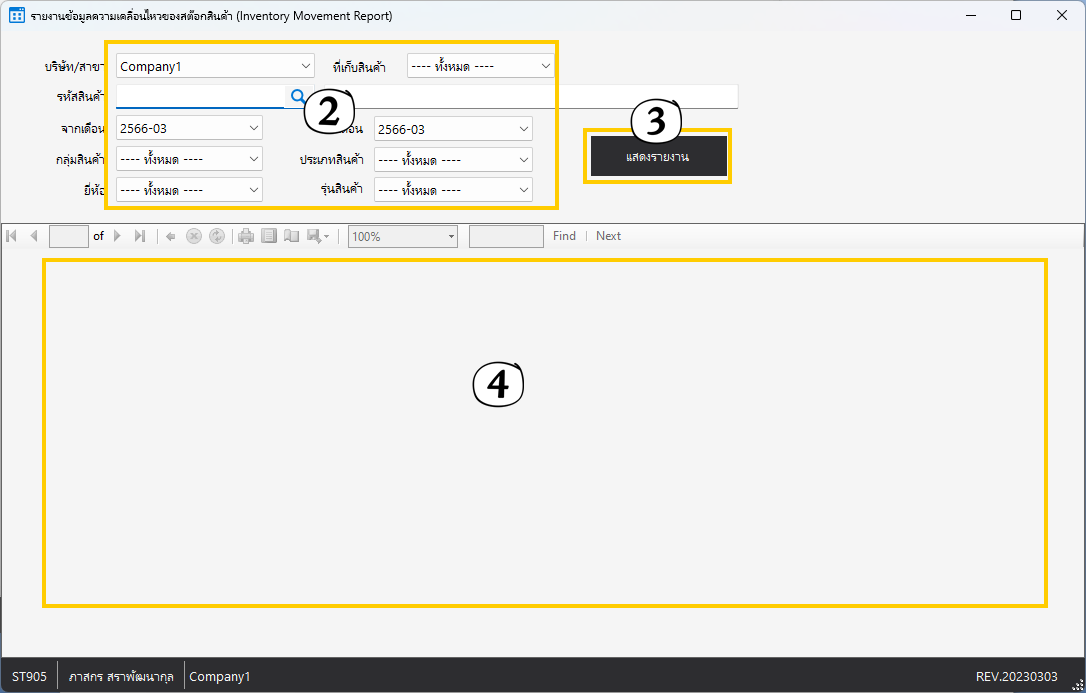 รายงานข้อมูลความเคลื่อนไหวของสต๊อกสินค้า (Inventory Movement Report)
บริษัท/สาขา Company1 ที่เก็บสินค้า ---- ทั้งหมด ----
รหัสสินค้า
2
3
จากเดือน 2566-03 เดือน 2566-03
แสดงรายงาน
กลุ่มสินค้า ---- ทั้งหมด ---- ประเภทสินค้า ---- ทั้งหมด ----
ยี่ห้อ ---- ทั้งหมด ---- รุ่นสินค้า ---- ทั้งหมด ----
of 100% Find Next
4
ST905 ภาสกร สราพัฒนากุล Company1 REV.20230303